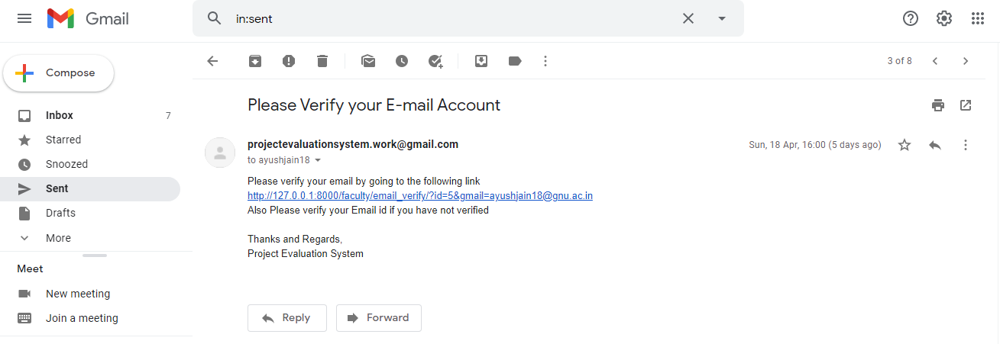 Gmail
in:sent
Compose
3 of 8
Inbox 7
Starred
Snoozed
Sent
Drafts
More
Meet
New meeting
Join a meeting
Please Verify your E-mail Account
projectevaluationsystem.work@gmail.com
Sun, 18 Apr, 16:00 (5 days ago)
to ayushjain18
Please verify your email by going to the following link
http://127.0.0.1:8000/faculty/email_verify/?id=5&gmail=ayushjain18@gnu.ac.in
Also Please verify your Email id if you have not verified
Thanks and Regards,
Project Evaluation System
Reply
Forward